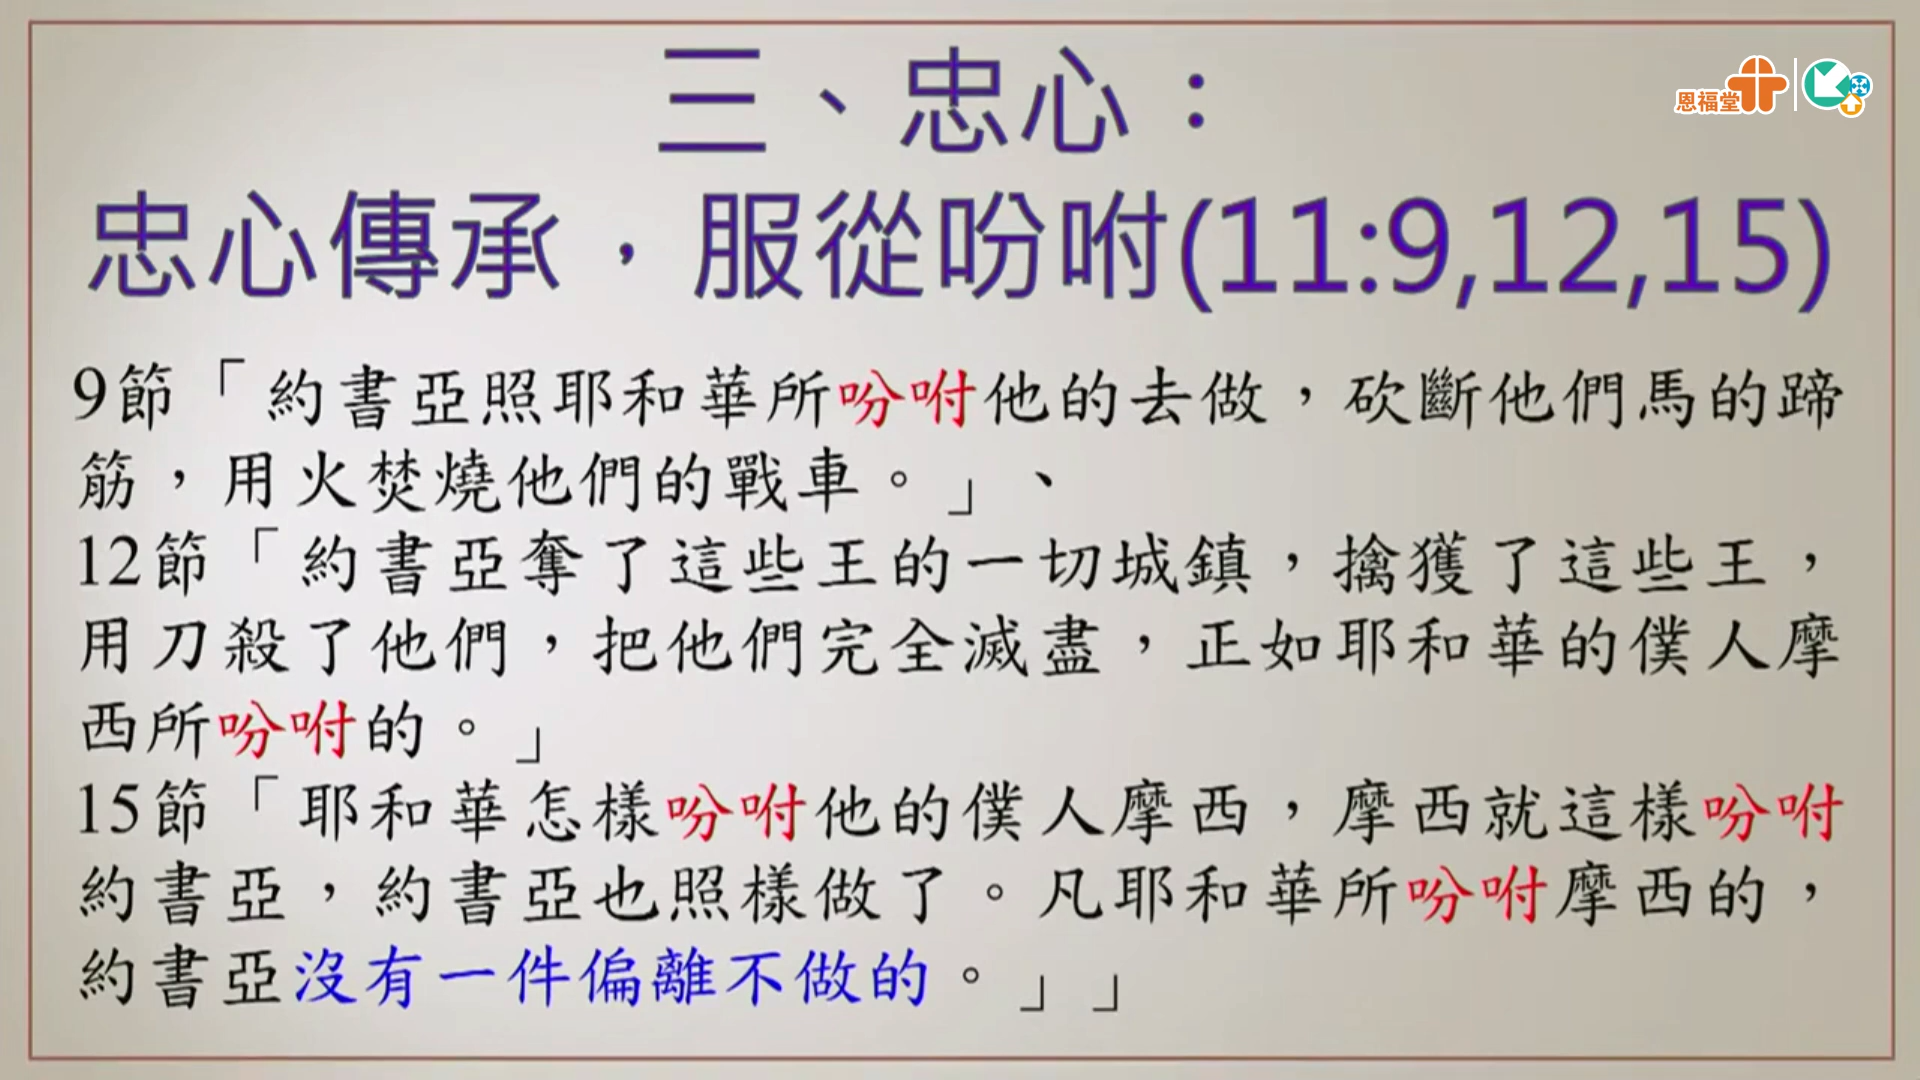 三、忠心：
恩福堂
忠心傳承，服從吩咐(11:9,12,15)
9節「約書亞照耶和華所吩咐他的去做，砍斷他們馬的蹄
筋，用火焚燒他們的戰車。」、
12節「約書亞奪了這些王的一切城鎮，擒獲了這些王，
用刀殺了他們，把他們完全滅盡，正如耶和華的僕人摩
西所吩咐的。」
15節「耶和華怎樣吩咐他的僕人摩西，摩西就這樣吩咐
約書亞，約書亞也照樣做了。凡耶和華所吩咐摩西的，
約書亞沒有一件偏離不做的。」」